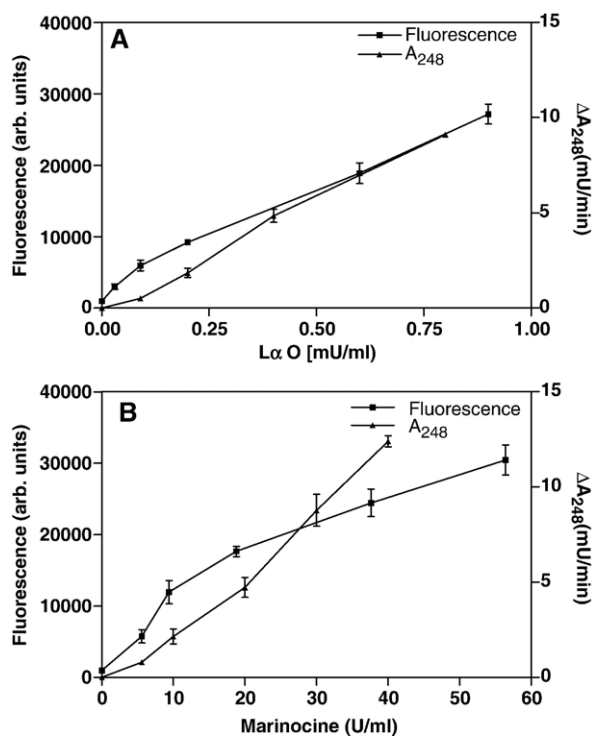 A
Fluorescence
A248
40000
30000
20000
10000
0
Fluorescence (arb. units)
15
10
5
0
ΔA248(mU/min)
0.00 0.25 0.50 0.75 1.00
Lα O [mU/ml)
B
Fluorescence
A248
40000
30000
20000
10000
0
Fluorescence (arb. units)
15
10
5
0
ΔA248(mU/min)
0 10 20 30 40 50 60
Marinocine (U/ml)